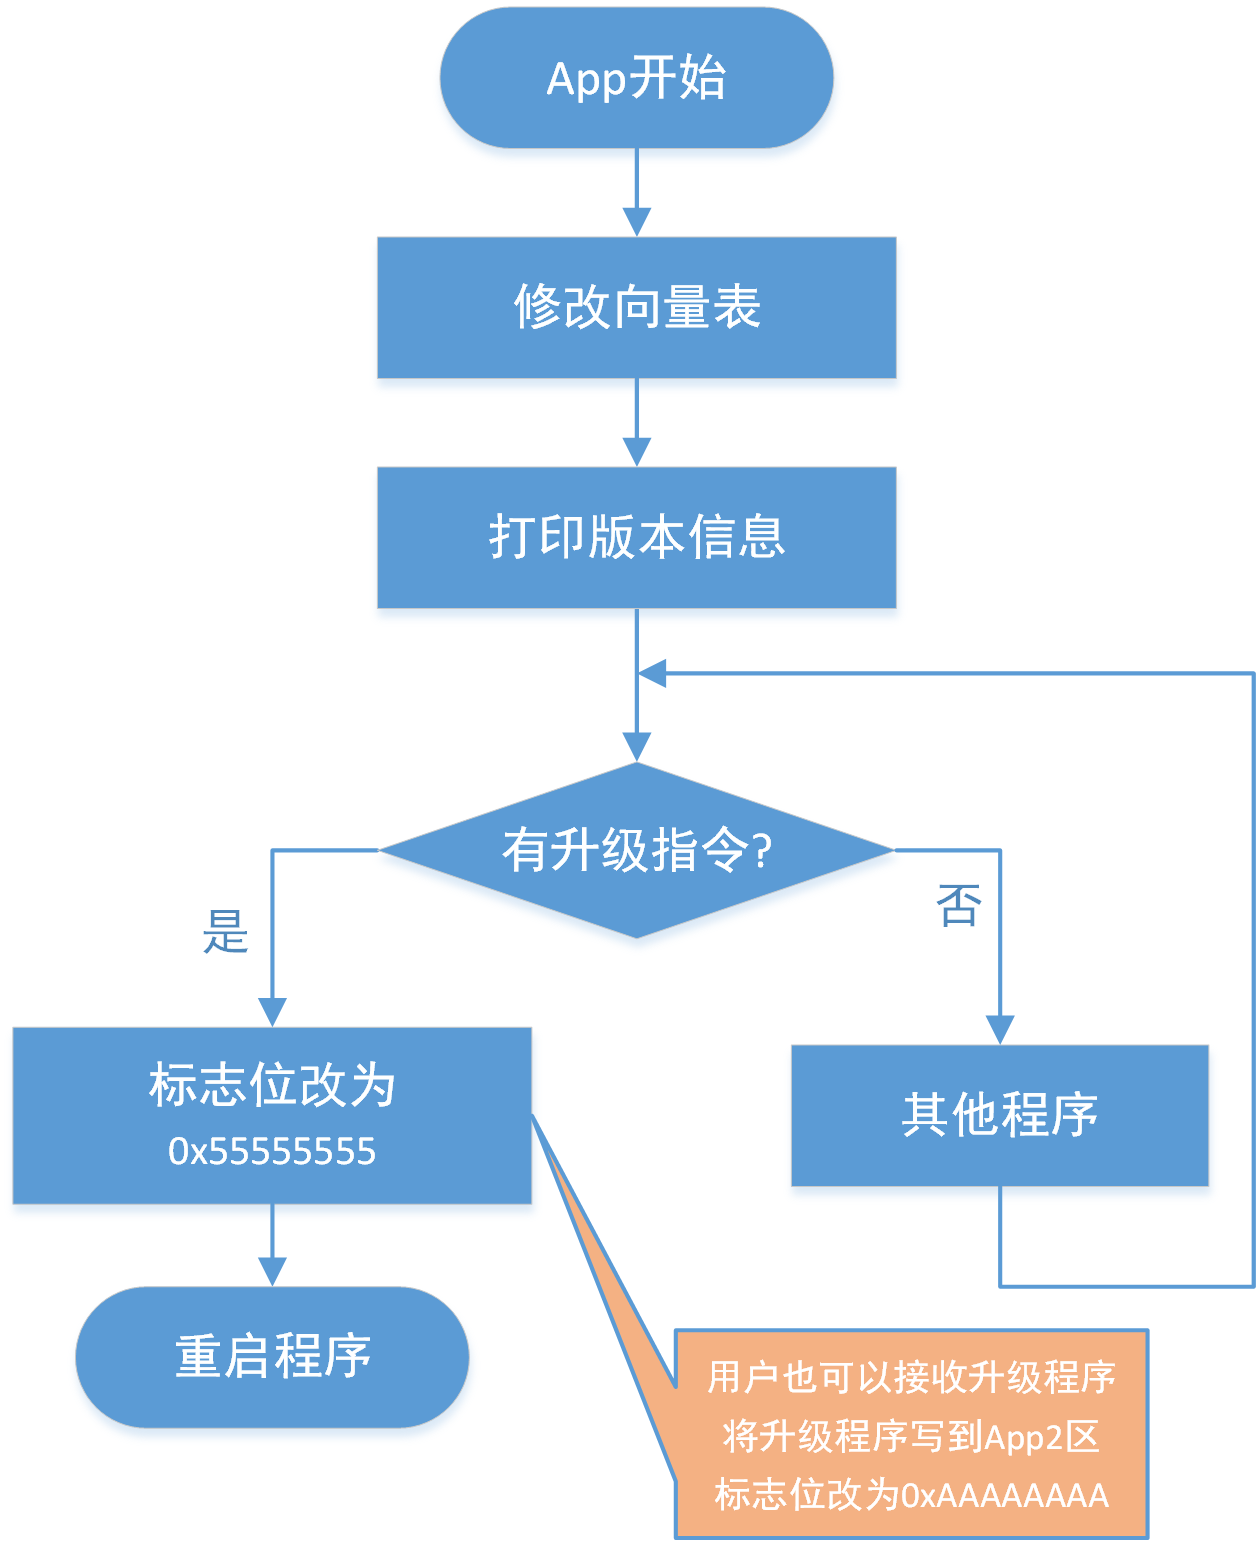 App开始
修改向量表
打印版本信息
有升级指令?
是
否
标志位改为
0x55555555
其他程序
重启程序
用户也可以接收升级程序
将升级程序写到App2区
标志位改为0xAAAAAAAA